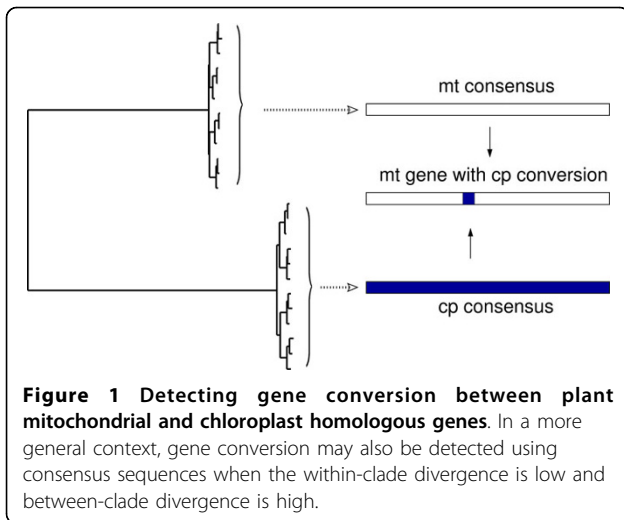 mt consensus
mt gene with cp conversion
cp consensus
Figure 1 Detecting gene conversion between plant
mitochondrial and chloroplast homologous genes. In a more
general context, gene conversion may also be detected using
consensus sequences when the within-clade divergence is low and
between-clade divergence is high.